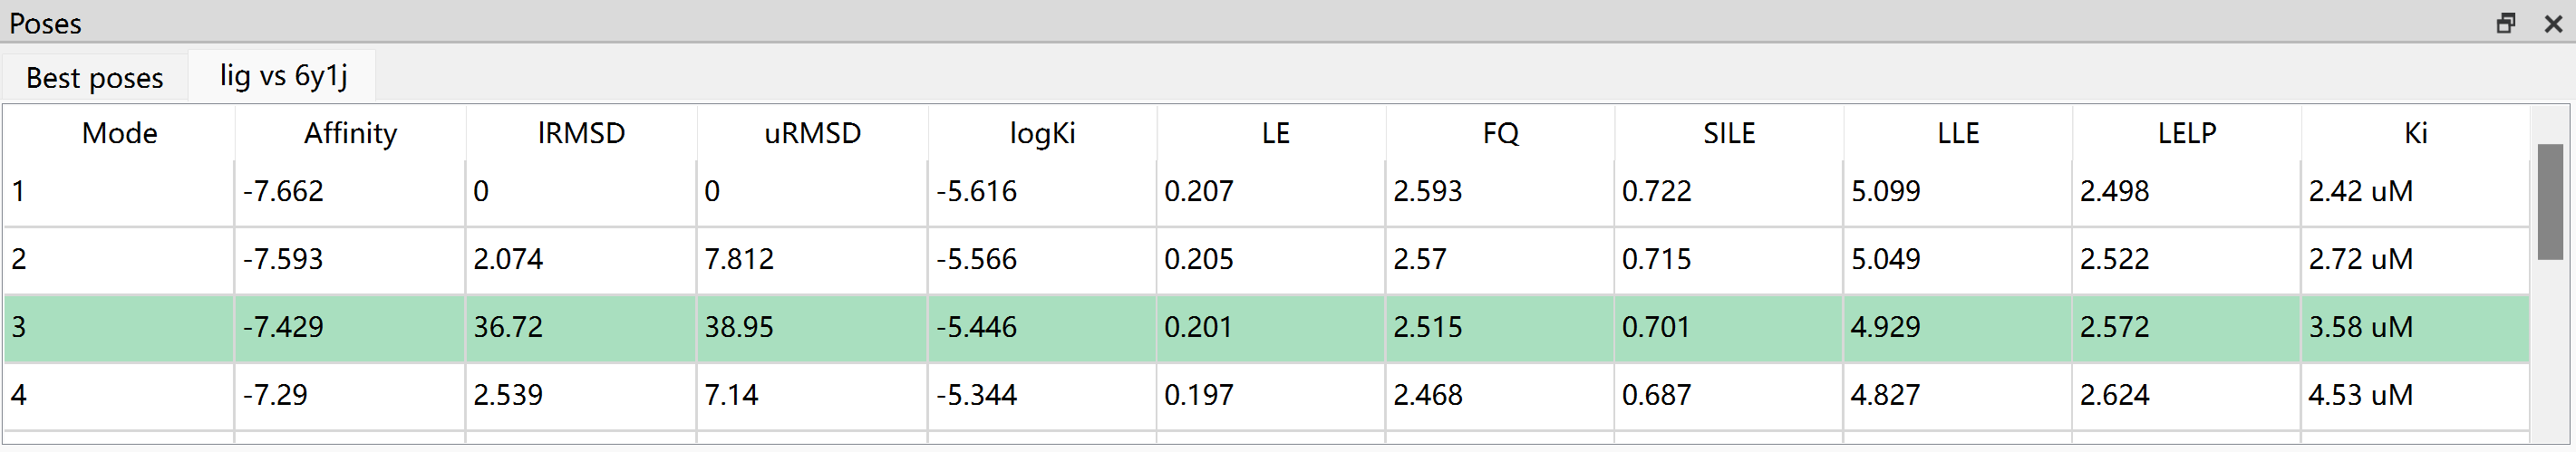 Poses
Best poses lig vs 6y1j
Mode Affinity lRMSD uRMSD logKi LE FQ SILE LLE LELP Ki
1 -7.662 0 0 -5.616 0.207 2.593 0.722 5.099 2.498 2.42 uM
2 -7.593 2.074 7.812 -5.566 0.205 2.57 0.715 5.049 2.522 2.72 uM
3 -7.429 36.72 38.95 -5.446 0.201 2.515 0.701 4.929 2.572 3.58 uM
4 -7.29 2.539 7.14 -5.344 0.197 2.468 0.687 4.827 2.624 4.53 uM